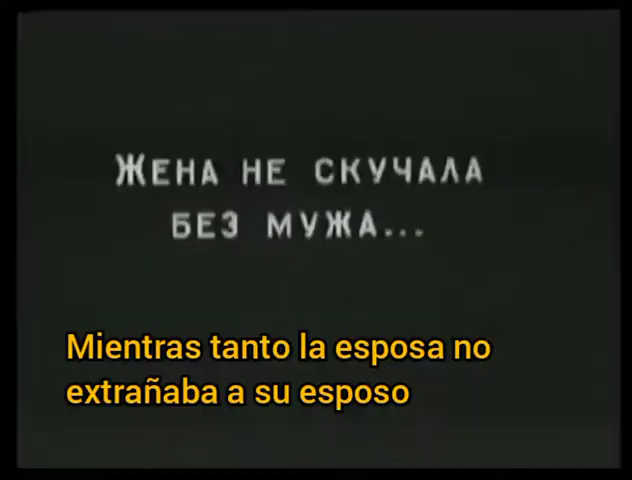 Жена не скучала
без мужа...
Mientras tanto la esposa no
extrañaba a su esposo